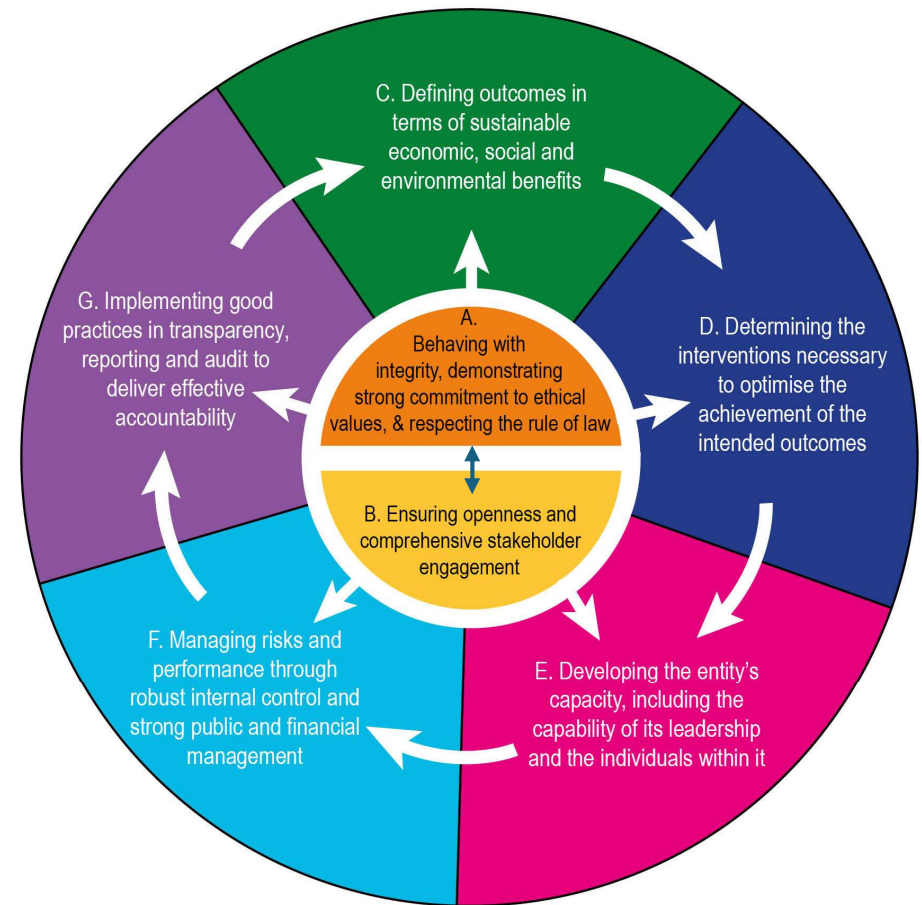 C. Defining outcomes in
terms of sustainable
economic, social and
environmental benefits
G. Implementing good
practices in transparency,
reporting and audit to
deliver effective
accountability
A.
Behaving with
integrity, demonstrating
strong commitment to ethical
values, & respecting the rule of law
D. Determining the
interventions necessary
to optimise the
achievement of the
intended outcomes
B. Ensuring openness and
comprehensive stakeholder
engagement
F. Managing risks and
performance through
robust internal control and
strong public and financial
management
E. Developing the entity’s
capacity, including the
capability of its leadership
and the individuals within it